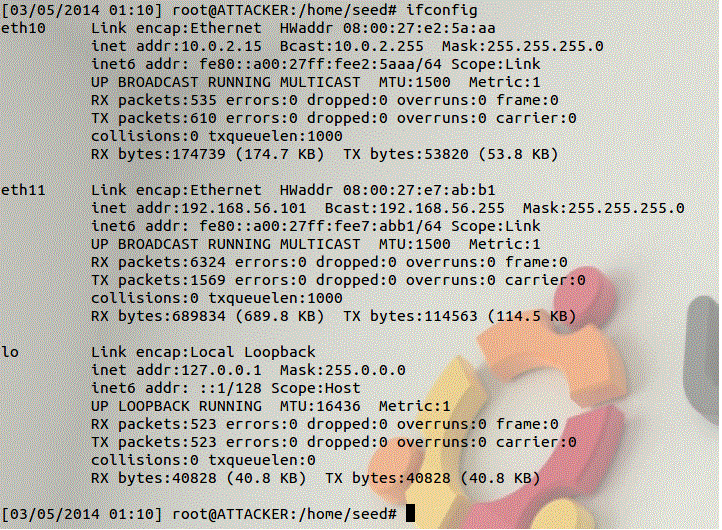 [03/05/2014 01:10] root@ATTACKER:/home/seed# ifconfig
eth10     Link encap:Ethernet  HWaddr 08:00:27:e2:5a:aa
          inet addr:10.0.2.15  Bcast:10.0.2.255  Mask:255.255.255.0
          inet6 addr: fe80::a00:27ff:fee2:5aaa/64 Scope:Link
          UP BROADCAST RUNNING MULTICAST  MTU:1500  Metric:1
          RX packets:535 errors:0 dropped:0 overruns:0 frame:0
          TX packets:610 errors:0 dropped:0 overruns:0 carrier:0
          collisions:0 txqueuelen:1000
          RX bytes:174739 (174.7 KB)  TX bytes:53820 (53.8 KB)

eth11     Link encap:Ethernet  HWaddr 08:00:27:e7:ab:b1
          inet addr:192.168.56.101  Bcast:192.168.56.255  Mask:255.255.255.0
          inet6 addr: fe80::a00:27ff:fee7:abb1/64 Scope:Link
          UP BROADCAST RUNNING MULTICAST  MTU:1500  Metric:1
          RX packets:6324 errors:0 dropped:0 overruns:0 frame:0
          TX packets:1569 errors:0 dropped:0 overruns:0 carrier:0
          collisions:0 txqueuelen:1000
          RX bytes:689834 (689.8 KB)  TX bytes:114563 (114.5 KB)

lo        Link encap:Local Loopback
          inet addr:127.0.0.1  Mask:255.0.0.0
          inet6 addr: ::1/128 Scope:Host
          UP LOOPBACK RUNNING  MTU:16436  Metric:1
          RX packets:523 errors:0 dropped:0 overruns:0 frame:0
          TX packets:523 errors:0 dropped:0 overruns:0 carrier:0
          collisions:0 txqueuelen:0
          RX bytes:40828 (40.8 KB)  TX bytes:40828 (40.8 KB)

[03/05/2014 01:10] root@ATTACKER:/home/seed#